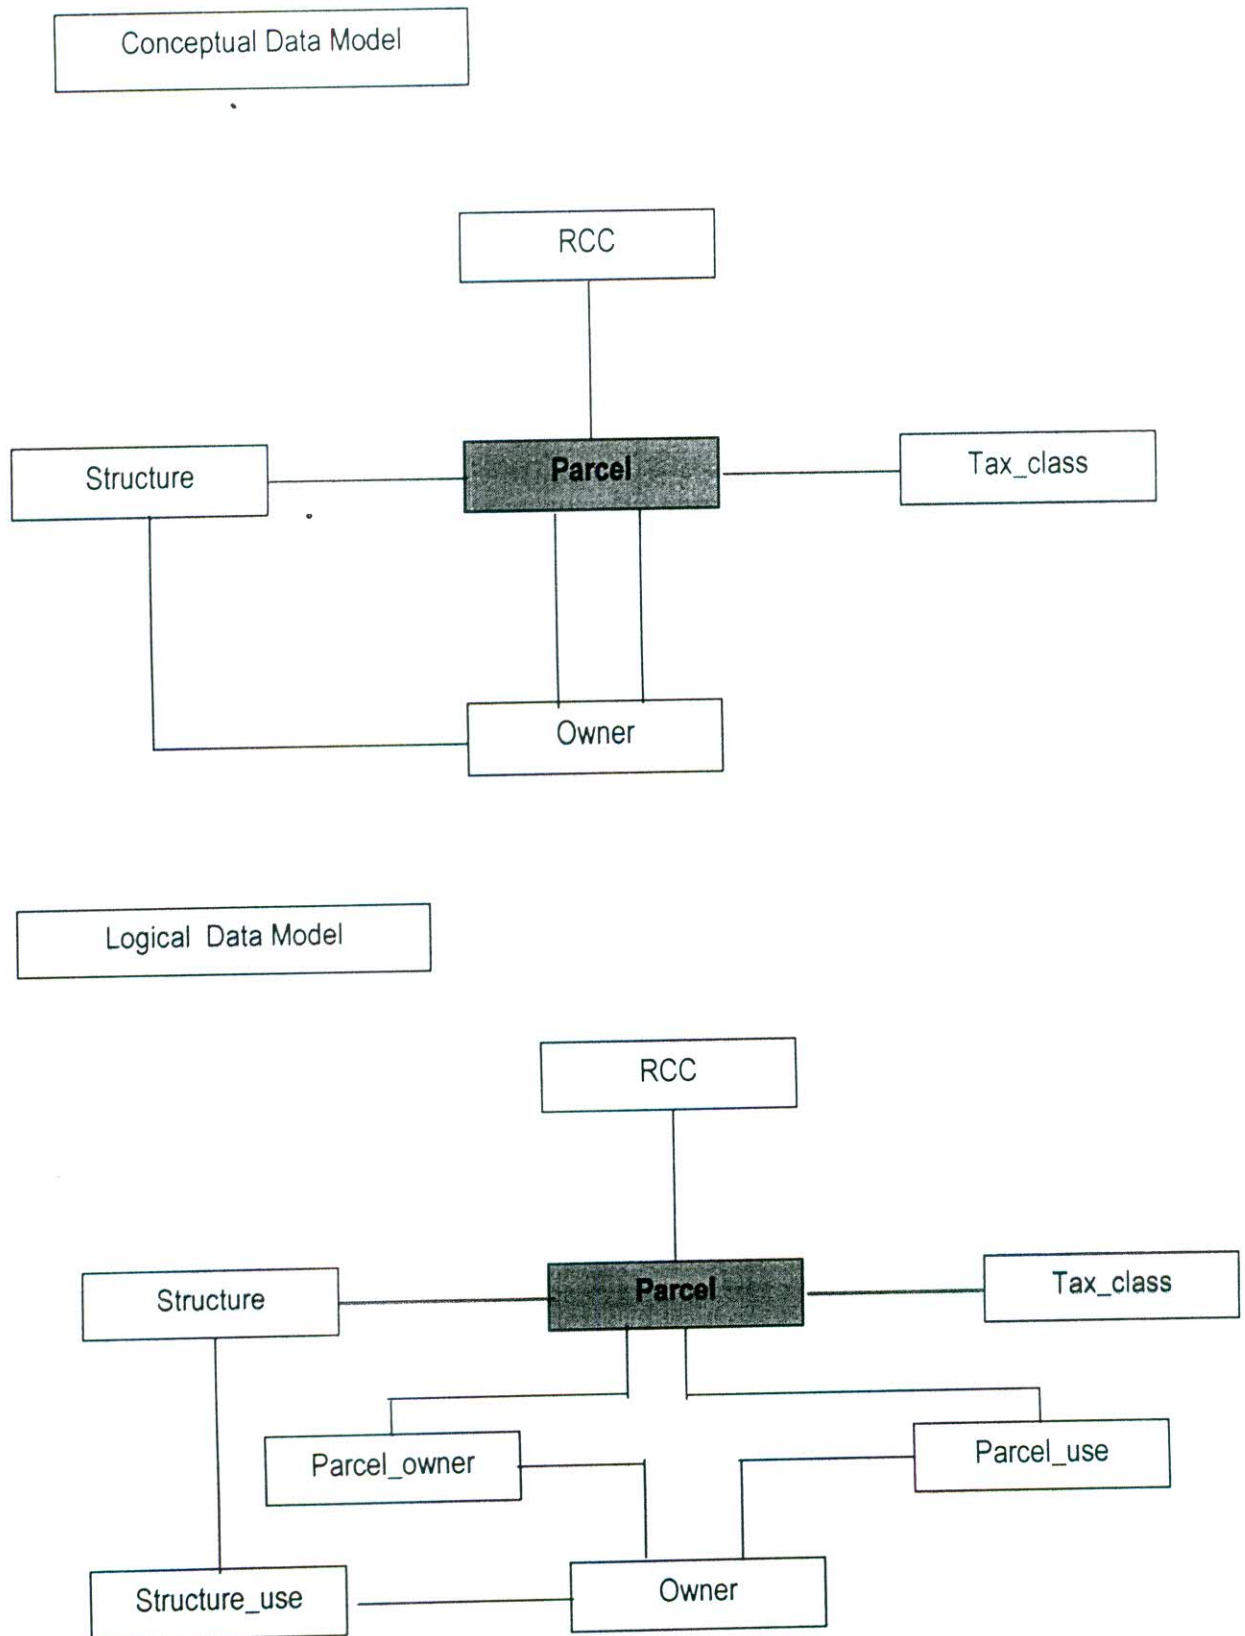 Conceptual Data Model
RCC
Structure
Parcel
Tax_class
Owner
Logical Data Model
RCC
Structure
Parcel
Tax_class
Parcel_owner
Parcel_use
Structure_use
Owner